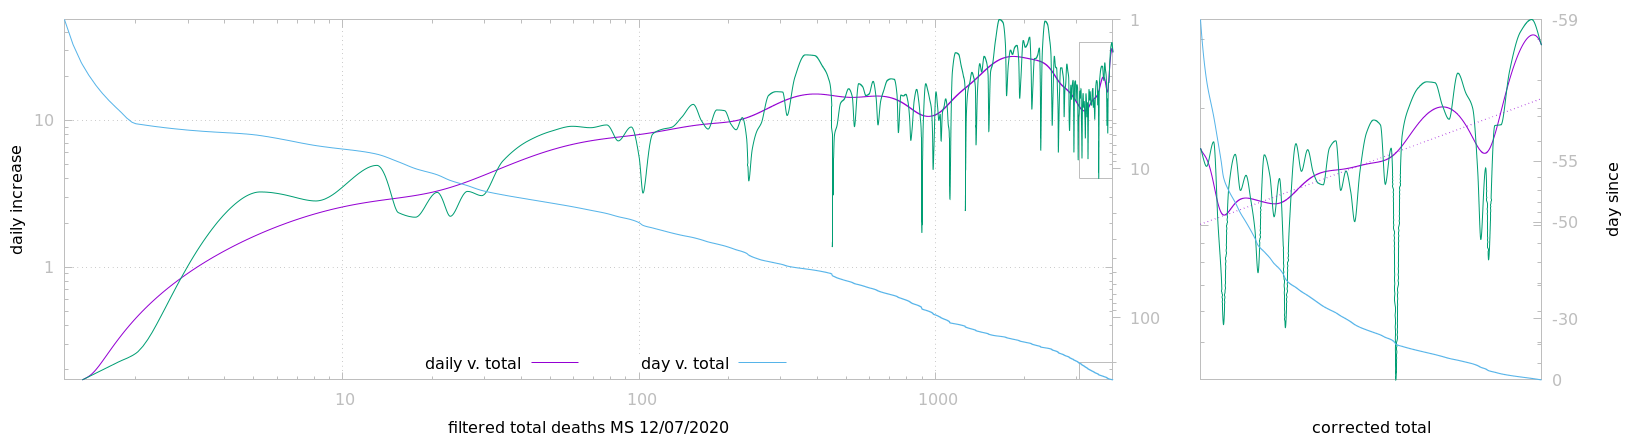 daily increase
10
1
daily v. total
day v. total
10
100
1000
filtered total deaths MS 12/07/2020
1
10
100
-59
-55
-50
-30
0
day since
corrected total